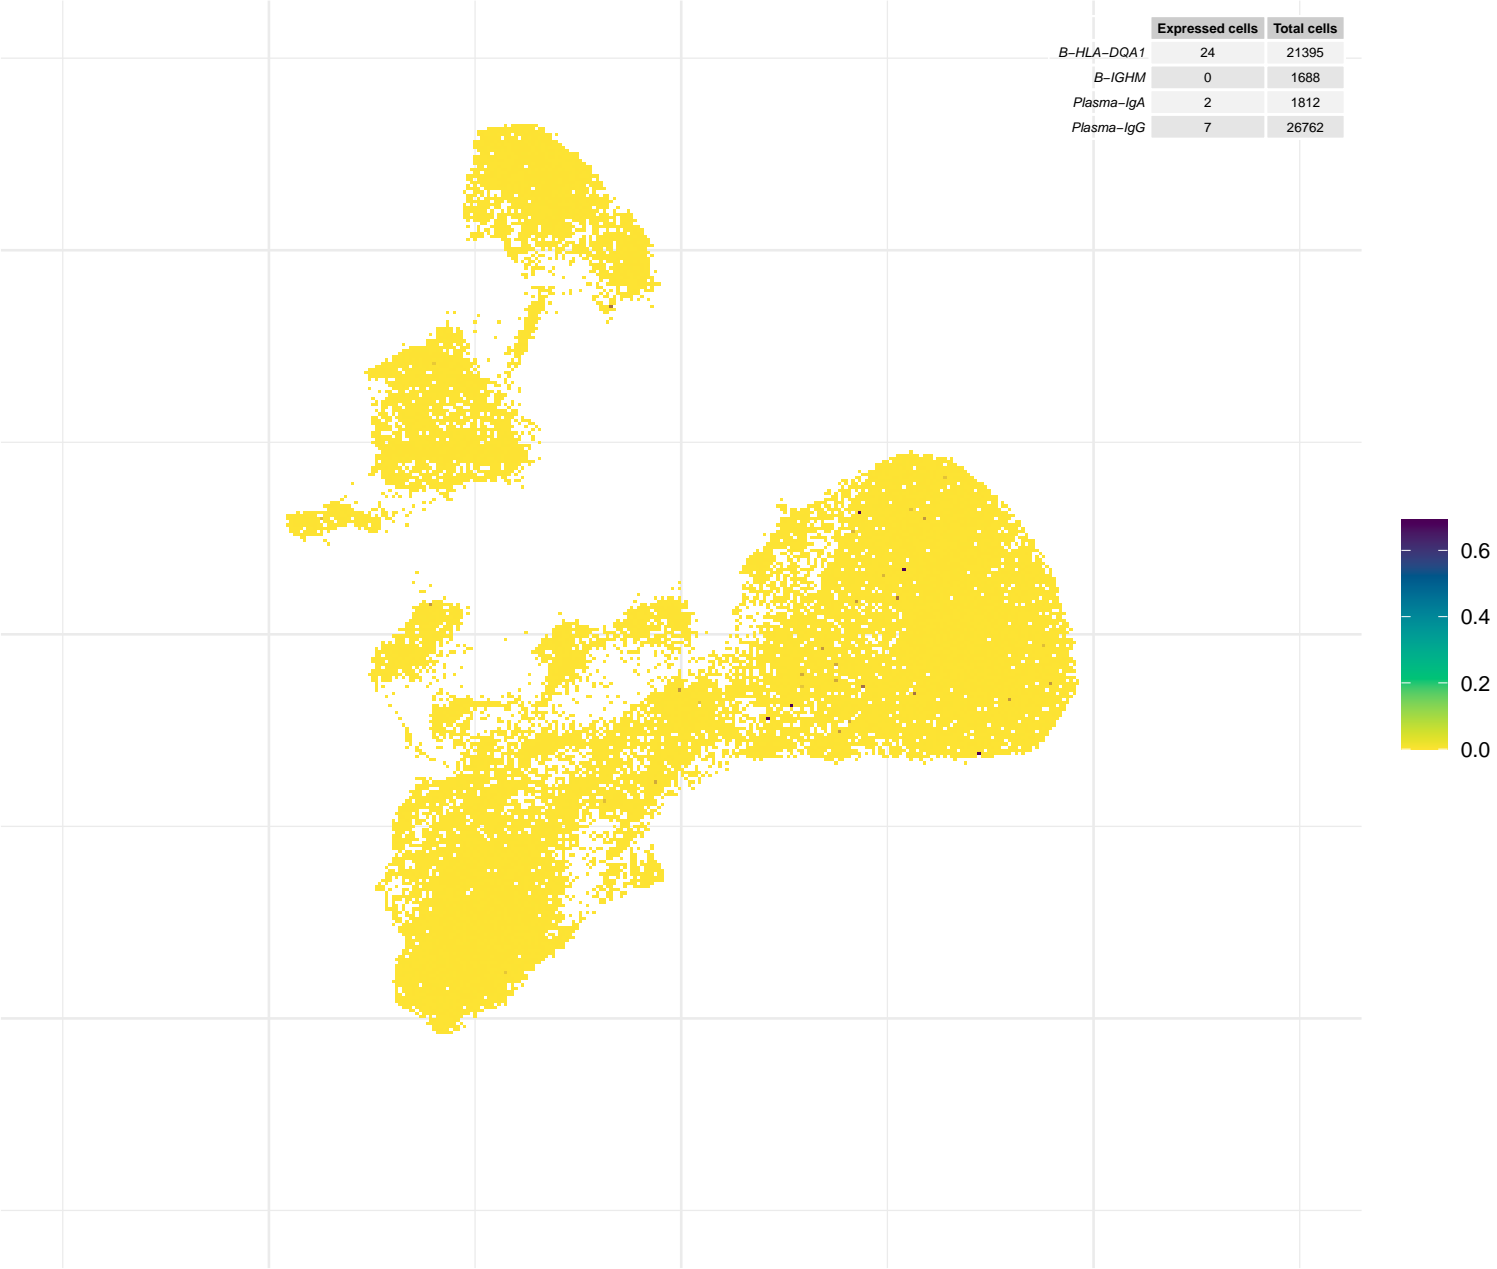 Expressed cells Total cells
B−HLA−DQA1 24 21395
B−IGHM 0 1688
Plasma−IgA 2 1812
Plasma−IgG 7 26762
0.6
0.4
0.2
0.0